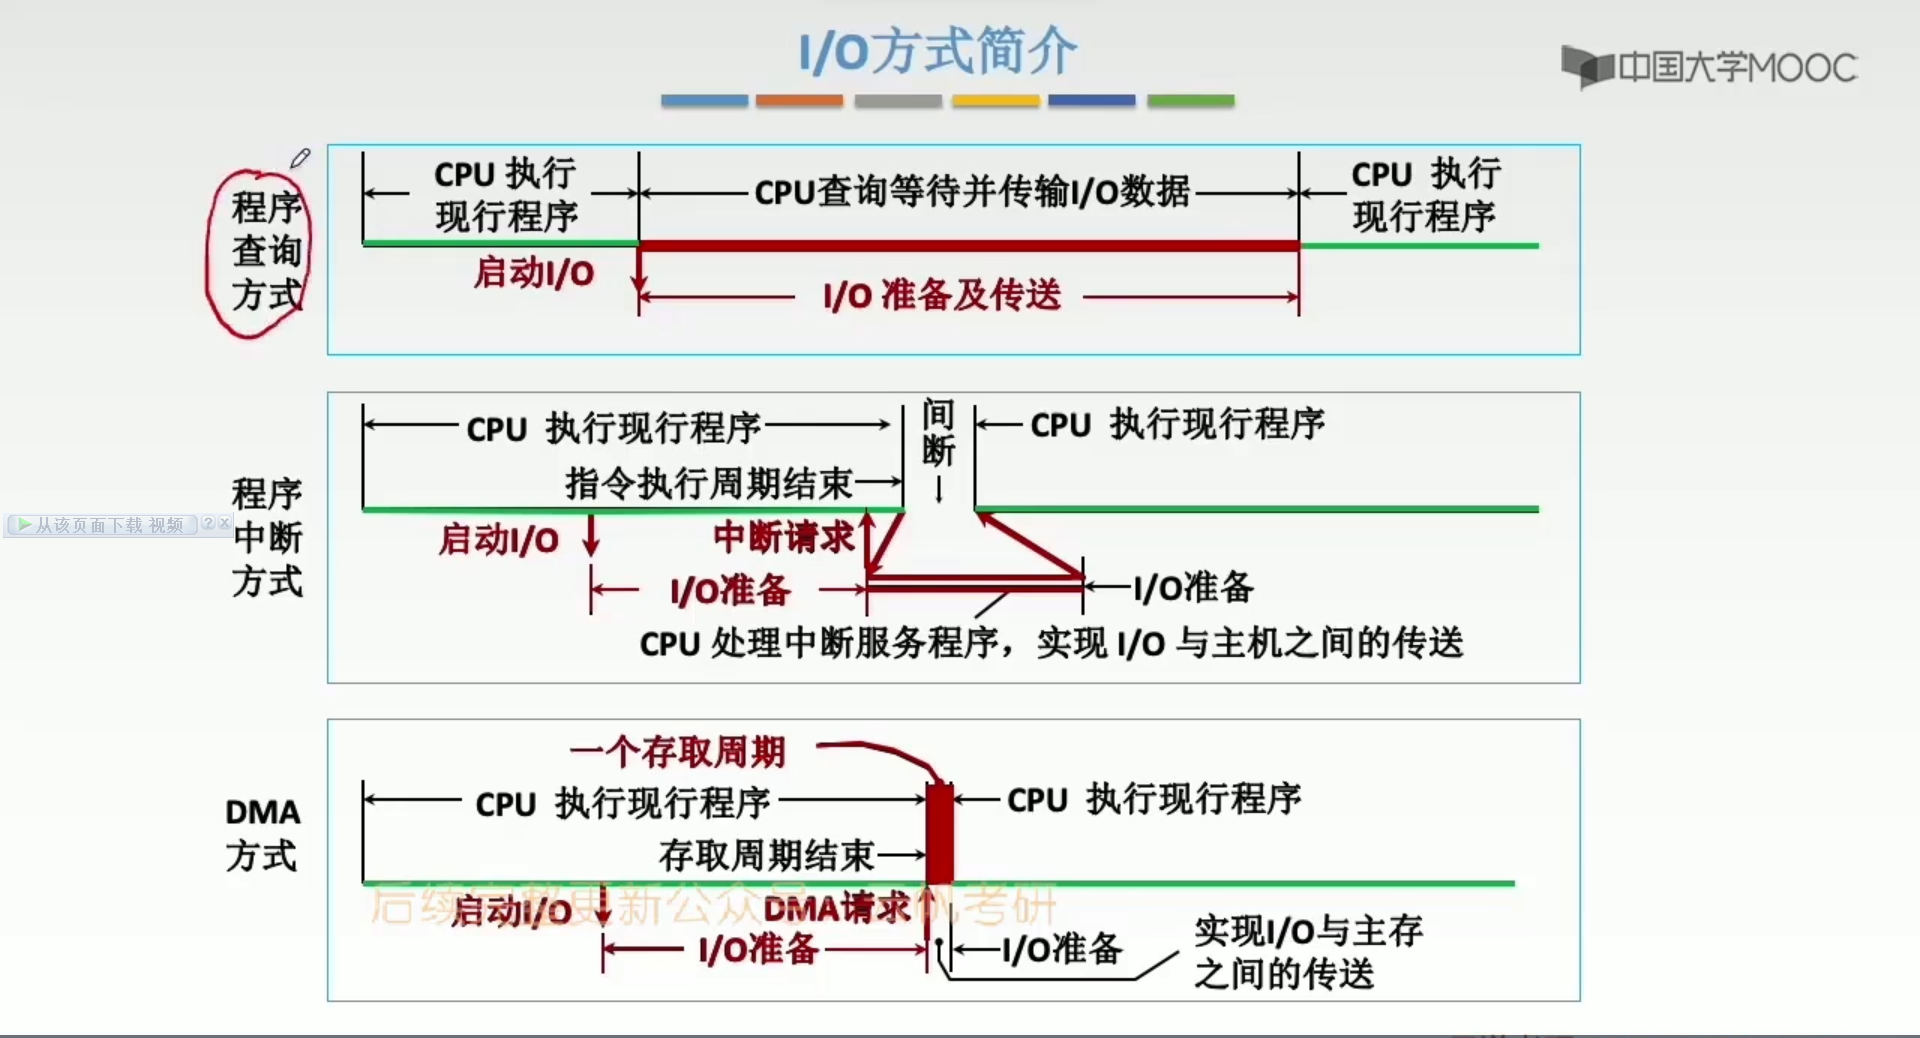 I/O方式简介
中国大学MOOC
程序
查询
方式
CPU 执行
现行程序
CPU查询等待并传输I/O数据
CPU 执行
现行程序
启动I/O
I/O 准备及传送
程序
中断
方式
CPU 执行现行程序
间
断
CPU 执行现行程序
指令执行周期结束
启动I/O
中断请求
I/O准备
I/O准备
CPU 处理中断服务程序，实现 I/O 与主机之间的传送
从该页面下载 视频
DMA
方式
一个存取周期
CPU 执行现行程序
CPU 执行现行程序
存取周期结束
启动I/O
DMA请求
I/O准备
I/O准备
实现I/O与主存
之间的传送
后续完整更新公众号
帆考研